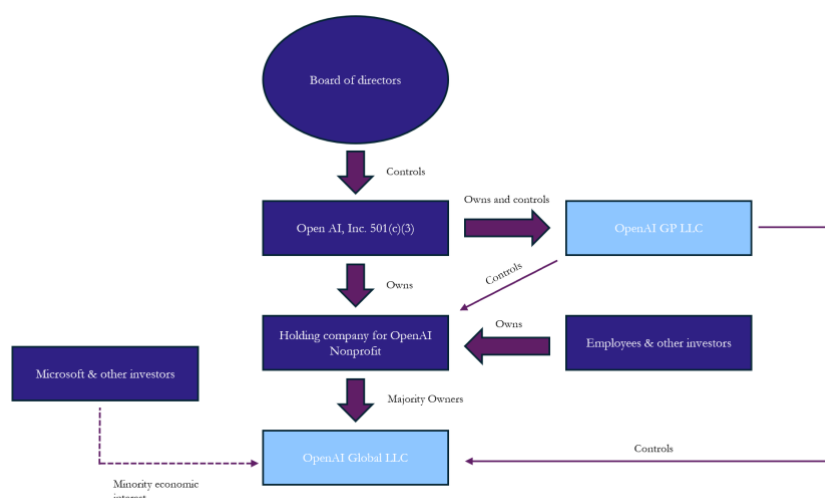 Board of directors
Controls
Owns and controls
Open AI, Inc. 501(c)(3)
OpenAI GP LLC
Controls
Owns
Owns
Holding company for OpenAI
Nonprofit
Employees & other investors
Microsoft & other investors
Majority Owners
Controls
OpenAI Global LLC
Minority economic
interest